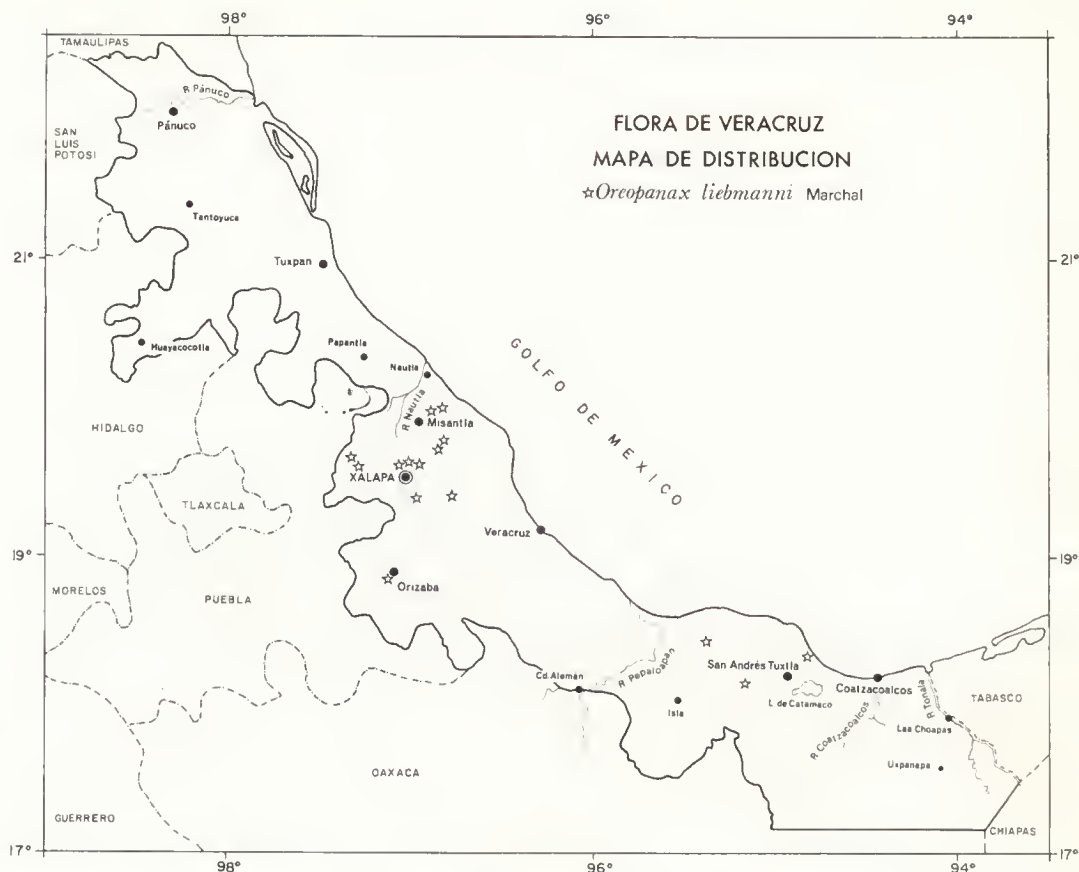 98°
96°
94°
TAMAULIPAS
R Pánuco
Pánuco
SAN
LUIS
POTOSI
FLORA DE VERACRUZ
MAPA DE DISTRIBUCION
☆Oreopanax liebmanni Marchal
Tantoyuca
21°
Tuxpan
21°
Huayacocotla
Papantla
Nautla
R Nautla
GOLFO DE MEXICO
Misantla
HIDALGO
XALAPA
TLAXCALA
Veracruz
19°
19°
MORELOS
PUEBLA
Orizaba
R Papaloapan
San Andrés Tuxtla
Cd. Alemán
L de Catamaco
Coatzacoalcos
R Tonala
TABASCO
Isla
R Coatzacoalcos
Las Choapas
OAXACA
Uxpanapa
GUERRERO
CHIAPAS
17°
17°
98°
96°
94°